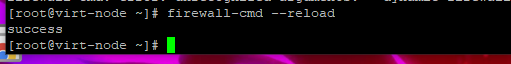 [root@virt-node ~]# firewall-cmd --reload
success
[root@virt-node ~]#